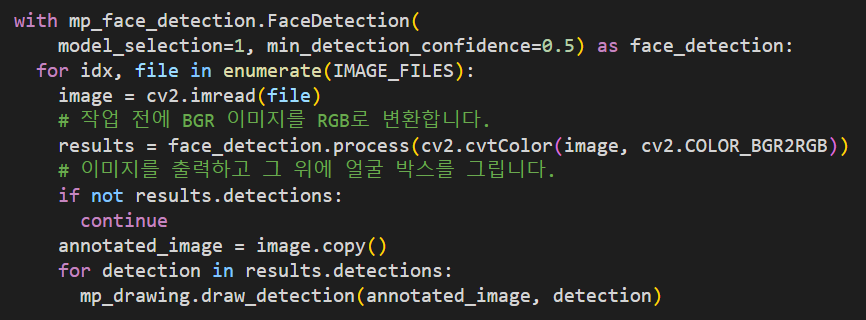 with mp_face_detection.FaceDetection(
    model_selection=1, min_detection_confidence=0.5) as face_detection:
  for idx, file in enumerate(IMAGE_FILES):
    image = cv2.imread(file)
    # 작업 전에 BGR 이미지를 RGB로 변환합니다.
    results = face_detection.process(cv2.cvtColor(image, cv2.COLOR_BGR2RGB))
    # 이미지를 출력하고 그 위에 얼굴 박스를 그립니다.
    if not results.detections:
      continue
    annotated_image = image.copy()
    for detection in results.detections:
      mp_drawing.draw_detection(annotated_image, detection)